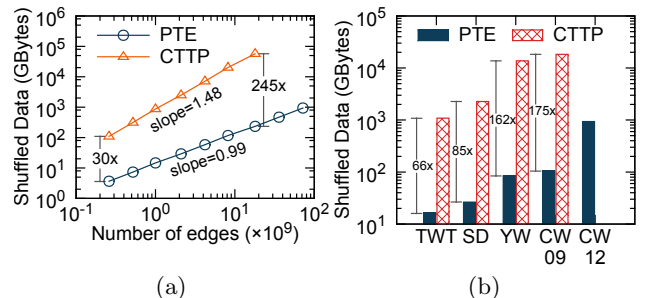 PTE
CTTP
Shuffled Data (GBytes)
10^6
10^5
10^4
10^3
10^2
10^1
10^0
30x
245x
slope=1.48
slope=0.99
10^-1 10^0 10^1 10^2
Number of edges (×10^9)
(a)
PTE CTTP
Shuffled Data (GBytes)
10^5
10^4
10^3
10^2
10^1
66x
85x
162x
175x
TWT SD YW CW 09 CW 12
(b)